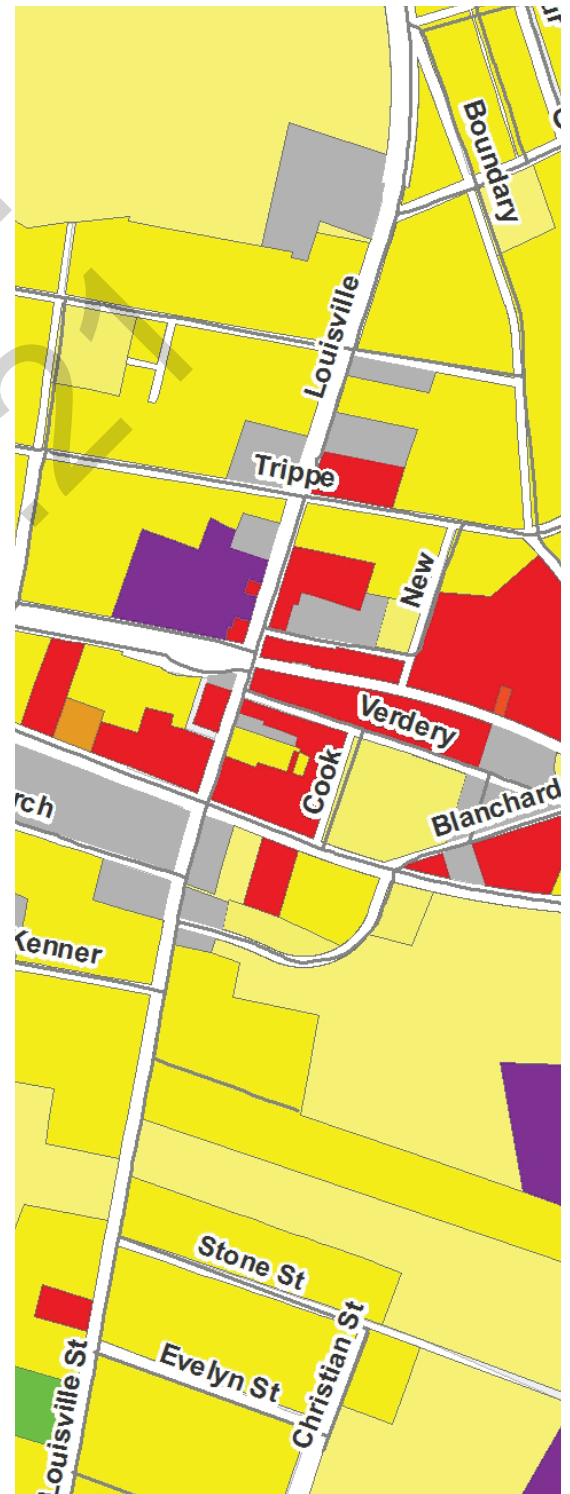 Boundary
Louisville
Trippe
New
Verdery
Cook
Blanchard
rch
Kenner
Stone St
Christian St
Evelyn St
Louisville St